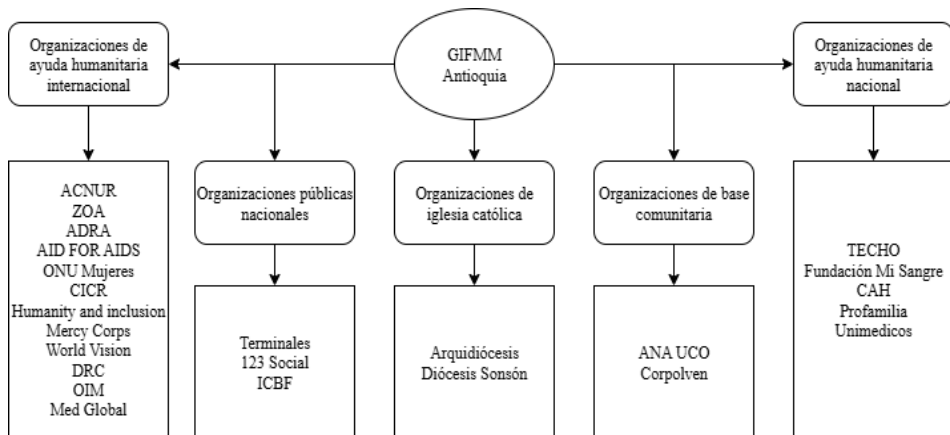 GIFMM
Antioquia
Organizaciones de
ayuda humanitaria
internacional
ACNUR
ZOA
ADRA
AID FOR AIDS
ONU Mujeres
CICR
Humanity and inclusion
Mercy Corps
World Vision
DRC
OIM
Med Global
Organizaciones públicas
nacionales
Terminales
123 Social
ICBF
Organizaciones de
iglesia católica
Arquidiócesis
Diócesis Sonsón
Organizaciones de base
comunitaria
ANA UCO
Corpolven
Organizaciones de
ayuda humanitaria
nacional
TECHO
Fundación Mi Sangre
CAH
Profamilia
Unimedicos